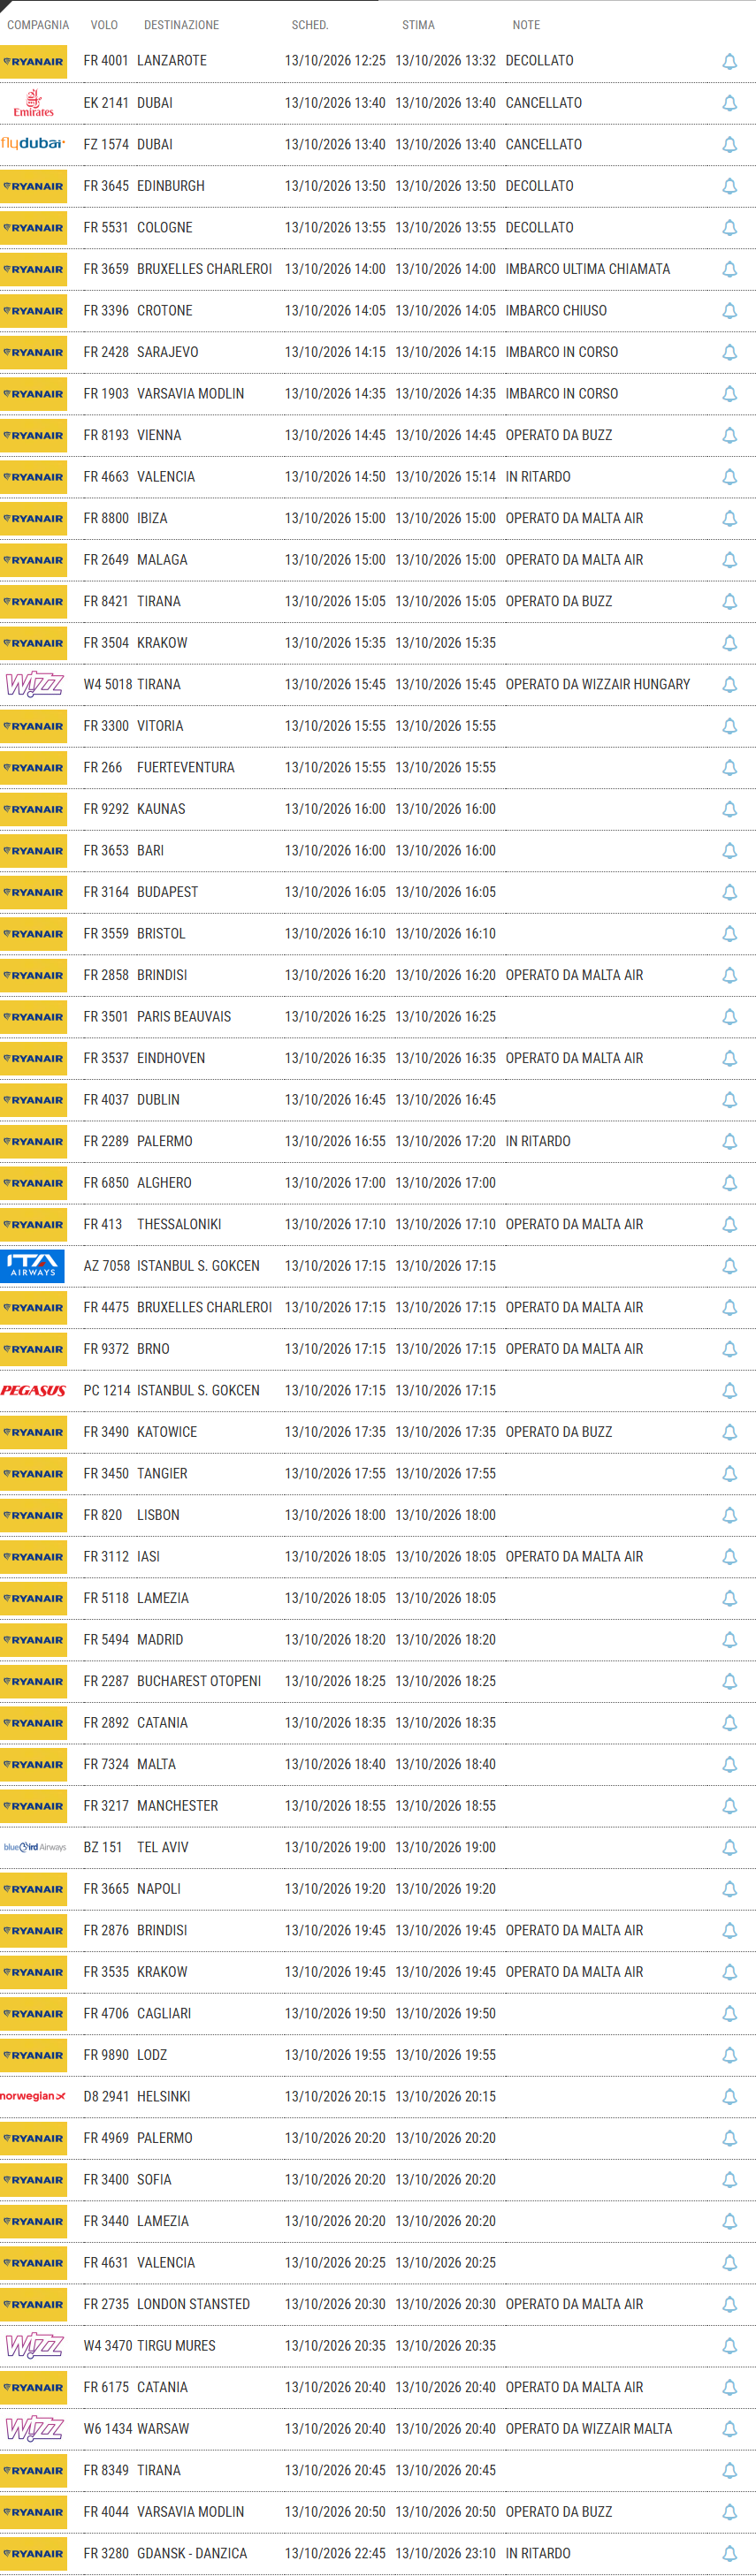 COMPAGNIA VOLO DESTINAZIONE SCHED. STIMA NOTE
RYANAIR FR 4001 LANZAROTE 13/10/2026 12:25 13/10/2026 13:32 DECOLLATO
Emirates EK 2141 DUBAI 13/10/2026 13:40 13/10/2026 13:40 CANCELLATO
flydubai FZ 1574 DUBAI 13/10/2026 13:40 13/10/2026 13:40 CANCELLATO
RYANAIR FR 3645 EDINBURGH 13/10/2026 13:50 13/10/2026 13:50 DECOLLATO
RYANAIR FR 5531 COLOGNE 13/10/2026 13:55 13/10/2026 13:55 DECOLLATO
RYANAIR FR 3659 BRUXELLES CHARLEROI 13/10/2026 14:00 13/10/2026 14:00 IMBARCO ULTIMA CHIAMATA
RYANAIR FR 3396 CROTONE 13/10/2026 14:05 13/10/2026 14:05 IMBARCO CHIUSO
RYANAIR FR 2428 SARAJEVO 13/10/2026 14:15 13/10/2026 14:15 IMBARCO IN CORSO
RYANAIR FR 1903 VARSAVIA MODLIN 13/10/2026 14:35 13/10/2026 14:35 IMBARCO IN CORSO
RYANAIR FR 8193 VIENNA 13/10/2026 14:45 13/10/2026 14:45 OPERATO DA BUZZ
RYANAIR FR 4663 VALENCIA 13/10/2026 14:50 13/10/2026 15:14 IN RITARDO
RYANAIR FR 8800 IBIZA 13/10/2026 15:00 13/10/2026 15:00 OPERATO DA MALTA AIR
RYANAIR FR 2649 MALAGA 13/10/2026 15:00 13/10/2026 15:00 OPERATO DA MALTA AIR
RYANAIR FR 8421 TIRANA 13/10/2026 15:05 13/10/2026 15:05 OPERATO DA BUZZ
RYANAIR FR 3504 KRAKOW 13/10/2026 15:35 13/10/2026 15:35
WIZZ W4 5018 TIRANA 13/10/2026 15:45 13/10/2026 15:45 OPERATO DA WIZZAIR HUNGARY
RYANAIR FR 3300 VITORIA 13/10/2026 15:55 13/10/2026 15:55
RYANAIR FR 266 FUERTEVENTURA 13/10/2026 15:55 13/10/2026 15:55
RYANAIR FR 9292 KAUNAS 13/10/2026 16:00 13/10/2026 16:00
RYANAIR FR 3653 BARI 13/10/2026 16:00 13/10/2026 16:00
RYANAIR FR 3164 BUDAPEST 13/10/2026 16:05 13/10/2026 16:05
RYANAIR FR 3559 BRISTOL 13/10/2026 16:10 13/10/2026 16:10
RYANAIR FR 2858 BRINDISI 13/10/2026 16:20 13/10/2026 16:20 OPERATO DA MALTA AIR
RYANAIR FR 3501 PARIS BEAUVAIS 13/10/2026 16:25 13/10/2026 16:25
RYANAIR FR 3537 EINDHOVEN 13/10/2026 16:35 13/10/2026 16:35 OPERATO DA MALTA AIR
RYANAIR FR 4037 DUBLIN 13/10/2026 16:45 13/10/2026 16:45
RYANAIR FR 2289 PALERMO 13/10/2026 16:55 13/10/2026 17:20 IN RITARDO
RYANAIR FR 6850 ALGHERO 13/10/2026 17:00 13/10/2026 17:00
RYANAIR FR 413 THESSALONIKI 13/10/2026 17:10 13/10/2026 17:10 OPERATO DA MALTA AIR
ITA AIRWAYS AZ 7058 ISTANBUL S. GOKCEN 13/10/2026 17:15 13/10/2026 17:15
RYANAIR FR 4475 BRUXELLES CHARLEROI 13/10/2026 17:15 13/10/2026 17:15 OPERATO DA MALTA AIR
RYANAIR FR 9372 BRNO 13/10/2026 17:15 13/10/2026 17:15 OPERATO DA MALTA AIR
PEGASUS PC 1214 ISTANBUL S. GOKCEN 13/10/2026 17:15 13/10/2026 17:15
RYANAIR FR 3490 KATOWICE 13/10/2026 17:35 13/10/2026 17:35 OPERATO DA BUZZ
RYANAIR FR 3450 TANGIER 13/10/2026 17:55 13/10/2026 17:55
RYANAIR FR 820 LISBON 13/10/2026 18:00 13/10/2026 18:00
RYANAIR FR 3112 IASI 13/10/2026 18:05 13/10/2026 18:05 OPERATO DA MALTA AIR
RYANAIR FR 5118 LAMEZIA 13/10/2026 18:05 13/10/2026 18:05
RYANAIR FR 5494 MADRID 13/10/2026 18:20 13/10/2026 18:20
RYANAIR FR 2287 BUCHAREST OTOPENI 13/10/2026 18:25 13/10/2026 18:25
RYANAIR FR 2892 CATANIA 13/10/2026 18:35 13/10/2026 18:35
RYANAIR FR 7324 MALTA 13/10/2026 18:40 13/10/2026 18:40
RYANAIR FR 3217 MANCHESTER 13/10/2026 18:55 13/10/2026 18:55
blueBird Airways BZ 151 TEL AVIV 13/10/2026 19:00 13/10/2026 19:00
RYANAIR FR 3665 NAPOLI 13/10/2026 19:20 13/10/2026 19:20
RYANAIR FR 2876 BRINDISI 13/10/2026 19:45 13/10/2026 19:45 OPERATO DA MALTA AIR
RYANAIR FR 3535 KRAKOW 13/10/2026 19:45 13/10/2026 19:45 OPERATO DA MALTA AIR
RYANAIR FR 4706 CAGLIARI 13/10/2026 19:50 13/10/2026 19:50
RYANAIR FR 9890 LODZ 13/10/2026 19:55 13/10/2026 19:55
norwegian D8 2941 HELSINKI 13/10/2026 20:15 13/10/2026 20:15
RYANAIR FR 4969 PALERMO 13/10/2026 20:20 13/10/2026 20:20
RYANAIR FR 3400 SOFIA 13/10/2026 20:20 13/10/2026 20:20
RYANAIR FR 3440 LAMEZIA 13/10/2026 20:20 13/10/2026 20:20
RYANAIR FR 4631 VALENCIA 13/10/2026 20:25 13/10/2026 20:25
RYANAIR FR 2735 LONDON STANSTED 13/10/2026 20:30 13/10/2026 20:30 OPERATO DA MALTA AIR
WIZZ W4 3470 TIRGU MURES 13/10/2026 20:35 13/10/2026 20:35
RYANAIR FR 6175 CATANIA 13/10/2026 20:40 13/10/2026 20:40 OPERATO DA MALTA AIR
WIZZ W6 1434 WARSAW 13/10/2026 20:40 13/10/2026 20:40 OPERATO DA WIZZAIR MALTA
RYANAIR FR 8349 TIRANA 13/10/2026 20:45 13/10/2026 20:45
RYANAIR FR 4044 VARSAVIA MODLIN 13/10/2026 20:50 13/10/2026 20:50 OPERATO DA BUZZ
RYANAIR FR 3280 GDANSK - DANZICA 13/10/2026 22:45 13/10/2026 23:10 IN RITARDO